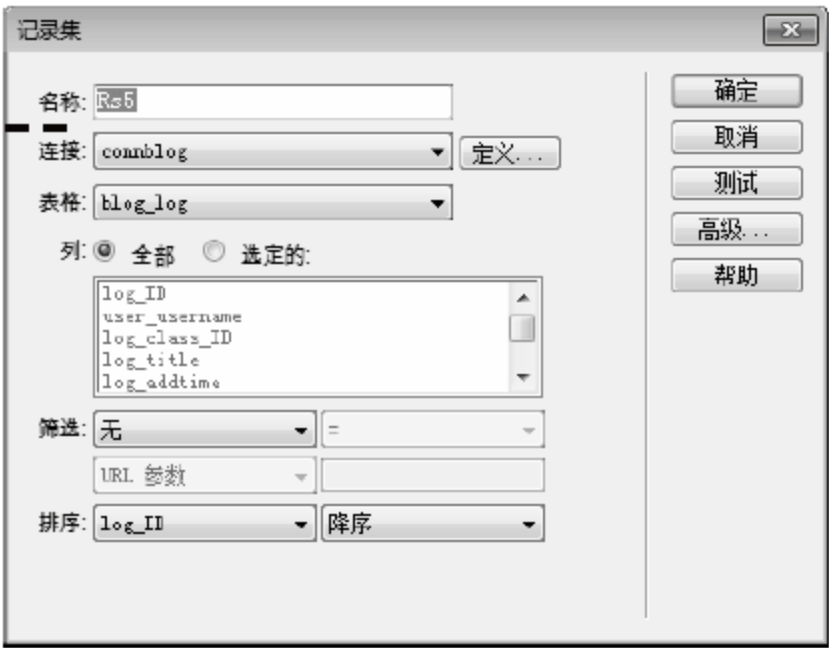 记录集
名称: Rs5
连接: connblog 定义...
表格: blog_log
列: 全部 选定的:
log_ID
user_username
log_class_ID
log_title
log_addtime
筛选: 无 =
URL 参数
排序: log_ID 降序
确定
取消
测试
高级...
帮助